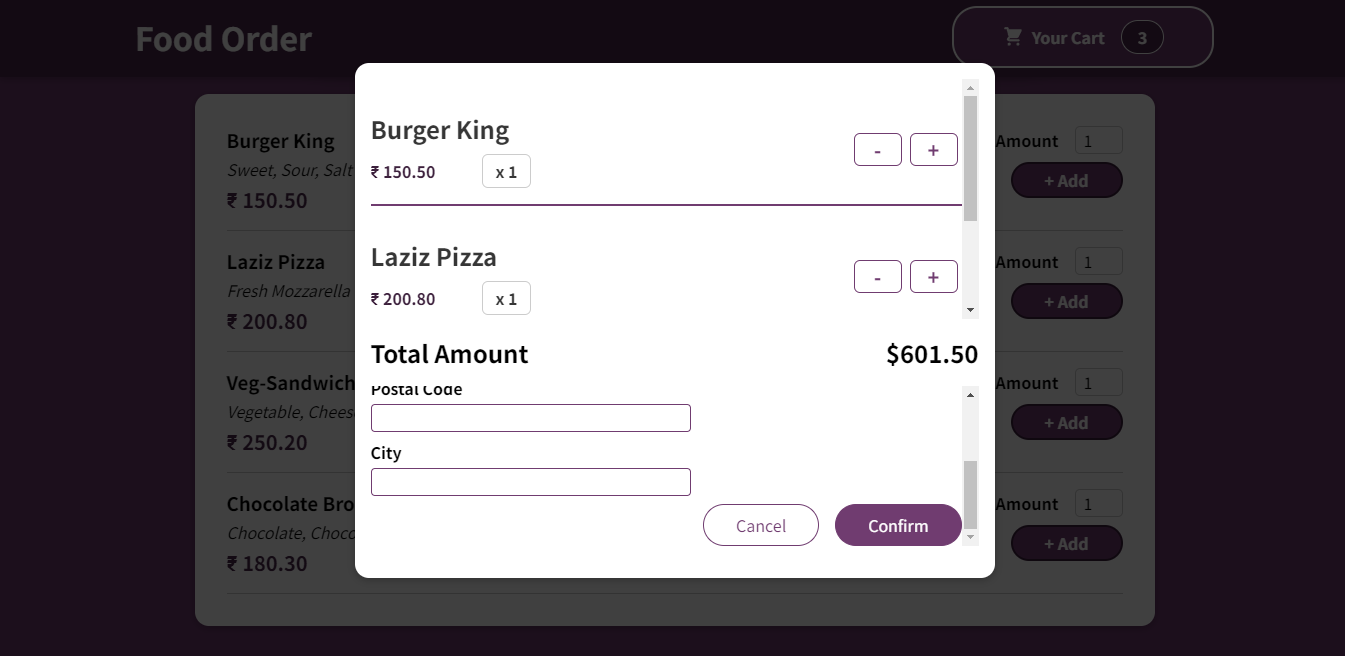 Food Order
Your Cart 3
Burger King
Sweet, Sour, Salt
₹ 150.50
Amount 1
+ Add
Laziz Pizza
Fresh Mozzarella
₹ 200.80
Amount 1
+ Add
Veg-Sandwich
Vegetable, Chees
₹ 250.20
Amount 1
+ Add
Chocolate Bro
Chocolate, Choco
₹ 180.30
Amount 1
+ Add
Burger King
₹ 150.50 x 1
- +
Laziz Pizza
₹ 200.80 x 1
- +
Total Amount $601.50
Postal Code
City
Cancel Confirm